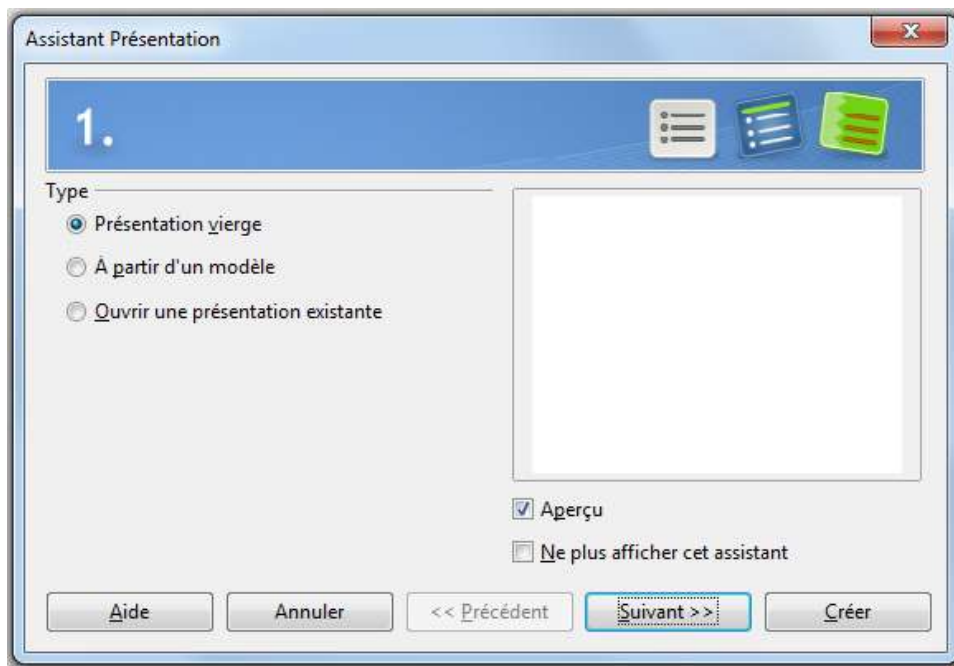 Assistant Présentation
1.
Type
Présentation vierge
À partir d'un modèle
Ouvrir une présentation existante
Aperçu
Ne plus afficher cet assistant
Aide
Annuler
<< Précédent
Suivant >>
Créer